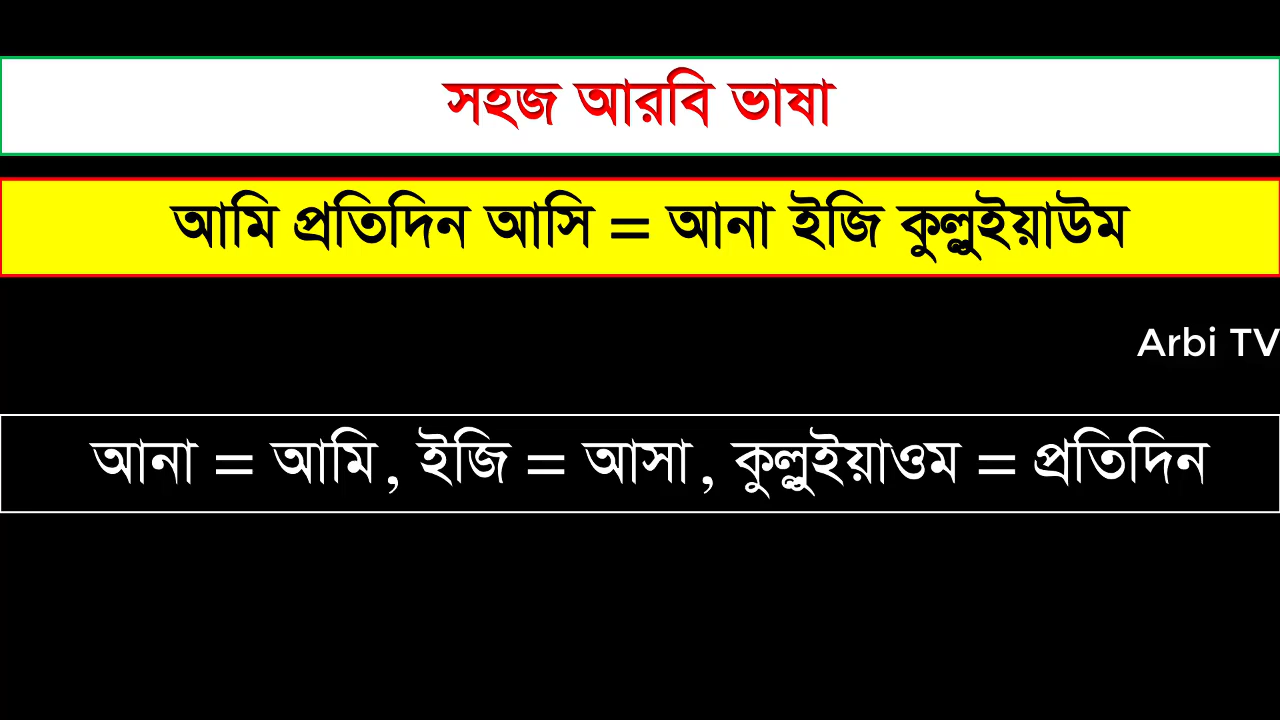 সহজ আরবি ভাষা
আমি প্রতিদিন আসি = আনা ইজি কুল্লুইয়াউম
Arbi TV
আনা = আমি, ইজি = আসা, কুল্লুইয়াওম = প্রতিদিন